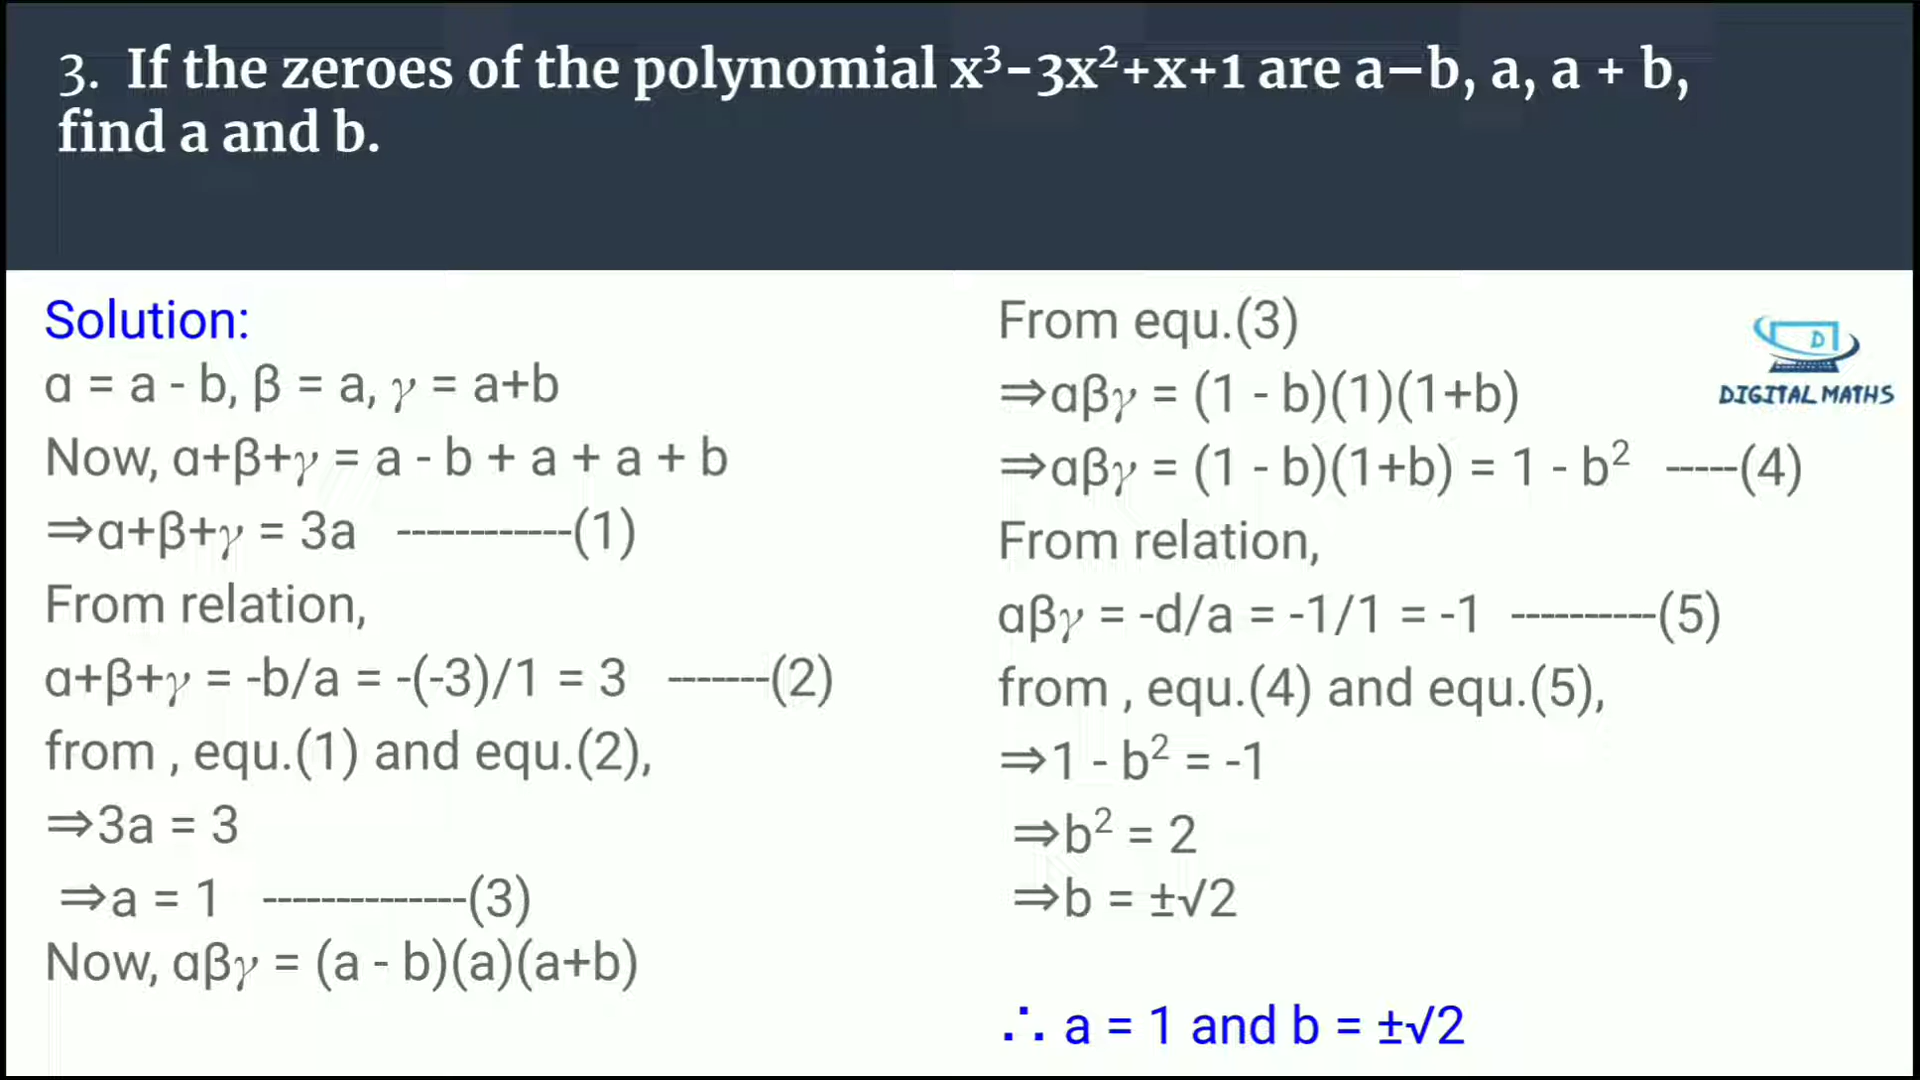 3. If the zeroes of the polynomial x³-3x²+x+1 are a–b, a, a + b,
find a and b.
Solution:
α = a - b, β = a, γ = a+b
Now, α+β+γ = a - b + a + a + b
⇒α+β+γ = 3a ------------(1)
From relation,
α+β+γ = -b/a = -(-3)/1 = 3 -------(2)
from , equ.(1) and equ.(2),
⇒3a = 3
⇒a = 1 --------------(3)
Now, αβγ = (a - b)(a)(a+b)
From equ.(3)
⇒αβγ = (1 - b)(1)(1+b)
⇒αβγ = (1 - b)(1+b) = 1 - b² -----(4)
From relation,
αβγ = -d/a = -1/1 = -1 ----------(5)
from , equ.(4) and equ.(5),
⇒1 - b² = -1
⇒b² = 2
⇒b = ±√2
∴ a = 1 and b = ±√2
D
DIGITAL MATHS